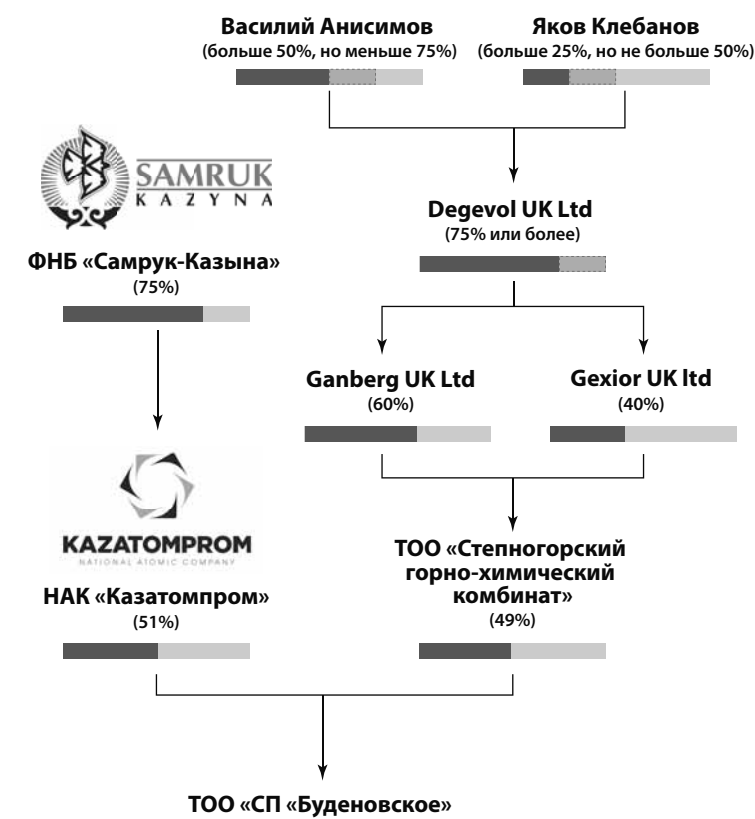 Василий Анисимов
(больше 50%, но меньше 75%)
Яков Клебанов
(больше 25%, но не больше 50%)
SAMRUK
KAZYNA
ФНБ «Самрук-Казына»
(75%)
Degevol UK Ltd
(75% или более)
Ganberg UK Ltd
(60%)
Gexior UK ltd
(40%)
KAZATOMPROM
NATIONAL ATOMIC COMPANY
НАК «Казатомпром»
(51%)
ТОО «Степногорский
горно-химический
комбинат»
(49%)
ТОО «СП «Буденовское»